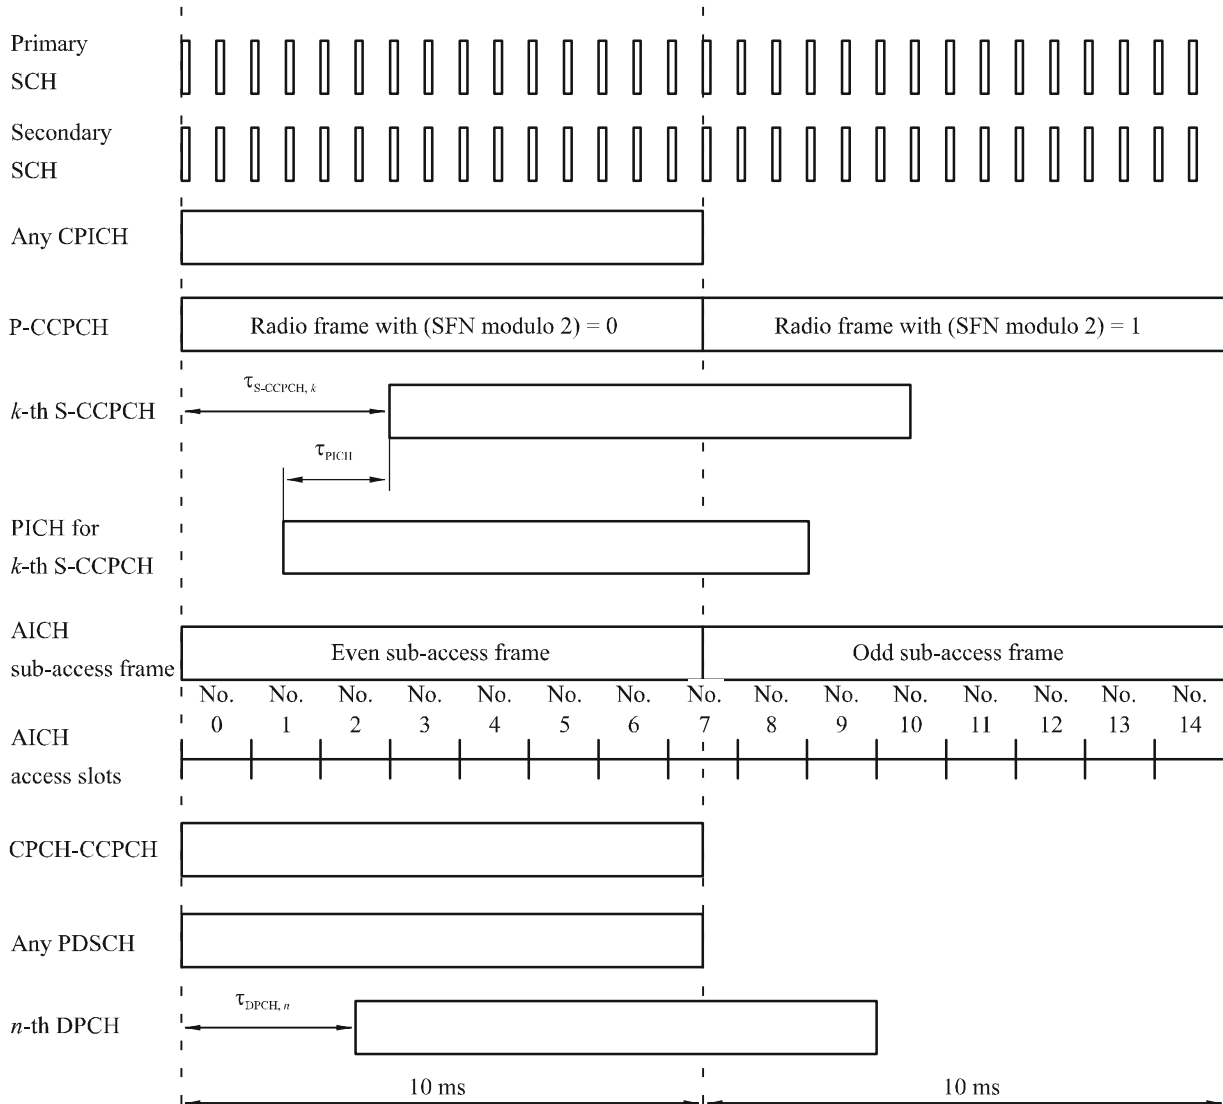 Primary
SCH
Secondary
SCH
Any CPICH
P-CCPCH
Radio frame with (SFN modulo 2) = 0
Radio frame with (SFN modulo 2) = 1
τS-CCPCH, k
k-th S-CCPCH
τPICH
PICH for
k-th S-CCPCH
AICH
sub-access frame
Even sub-access frame
Odd sub-access frame
No. No. No. No. No. No. No. No. No. No. No. No. No. No. No.
0 1 2 3 4 5 6 7 8 9 10 11 12 13 14
AICH
access slots
CPCH-CCPCH
Any PDSCH
τDPCH, n
n-th DPCH
10 ms
10 ms